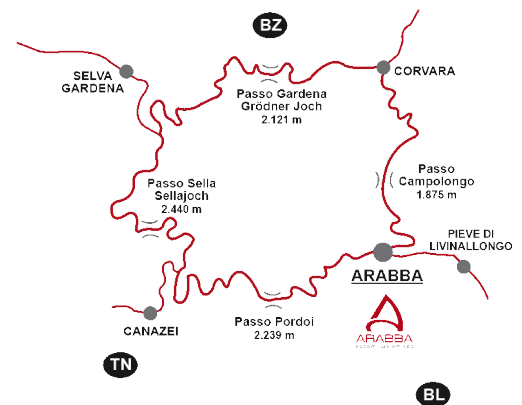 BZ
SELVA
GARDENA
CORVARA
Passo Gardena
Grödner Joch
2.121 m
Passo Sella
Sellajoch
2.440 m
Passo
Campolongo
1.875 m
PIEVE DI
LIVINALLONGO
ARABBA
CANAZEI
Passo Pordoi
2.239 m
ARABBA
TN
BL